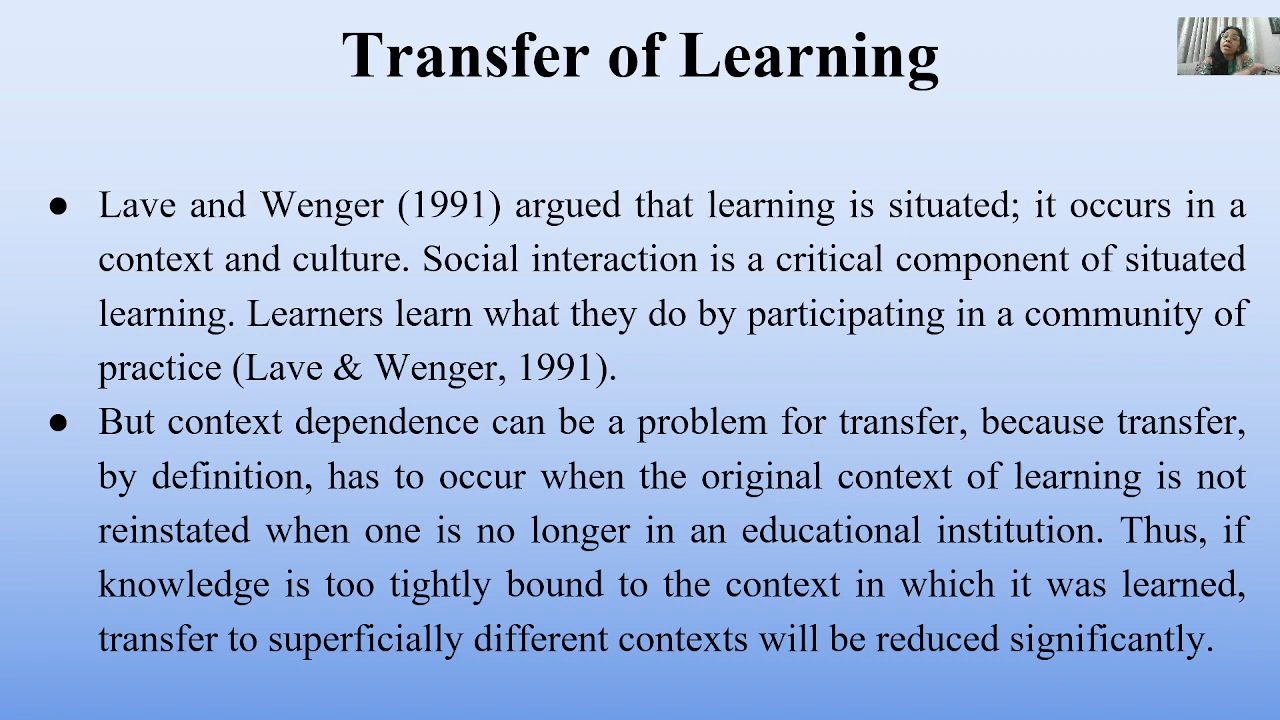 Transfer of Learning
● Lave and Wenger (1991) argued that learning is situated; it occurs in a
context and culture. Social interaction is a critical component of situated
learning. Learners learn what they do by participating in a community of
practice (Lave & Wenger, 1991).
● But context dependence can be a problem for transfer, because transfer,
by definition, has to occur when the original context of learning is not
reinstated when one is no longer in an educational institution. Thus, if
knowledge is too tightly bound to the context in which it was learned,
transfer to superficially different contexts will be reduced significantly.